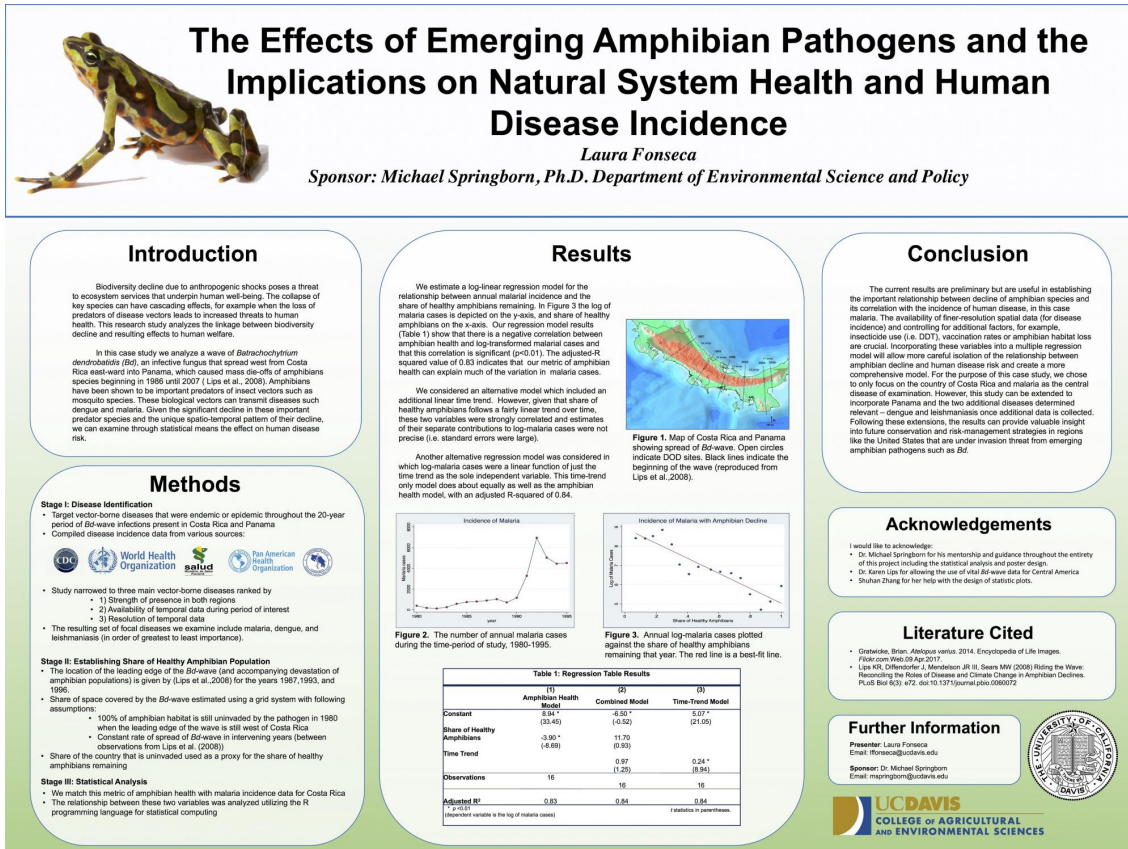 The Effects of Emerging Amphibian Pathogens and the
Implications on Natural System Health and Human
Disease Incidence
Laura Fonseca
Sponsor: Michael Springborn, Ph.D. Department of Environmental Science and Policy
Introduction
Biodiversity decline due to anthropogenic shocks poses a threat
to ecosystem services that underpin human well-being. The collapse of
key species can have cascading effects, for example when the loss of
predators of disease vectors leads to increased threats to human
health. This research study analyzes the linkage between biodiversity
decline and resulting effects to human welfare.
In this case study we analyze a wave of Batrachochytrium
dendrobatidis (Bd), an infective fungus that spread west from Costa
Rica east-ward into Panama, which caused mass die-offs of amphibians
species beginning in 1986 until 2007 ( Lips et al., 2008). Amphibians
have been shown to be important predators of insect vectors such as
mosquito species. These biological vectors can transmit diseases such
dengue and malaria. Given the significant decline in these important
predator species and the unique spatio-temporal pattern of their decline,
we can examine through statistical means the effect on human disease
risk.
Methods
Stage I: Disease Identification
• Target vector-borne diseases that were endemic or epidemic throughout the 20-year
period of Bd-wave infections present in Costa Rica and Panama
• Compiled disease incidence data from various sources:
CDC
World Health
Organization
salud
Pan American
Health
Organization
• Study narrowed to three main vector-borne diseases ranked by
• 1) Strength of presence in both regions
• 2) Availability of temporal data during period of interest
• 3) Resolution of temporal data
• The resulting set of focal diseases we examine include malaria, dengue, and
leishmaniasis (in order of greatest to least importance).
Stage II: Establishing Share of Healthy Amphibian Population
• The location of the leading edge of the Bd-wave (and accompanying devastation of
amphibian populations) is given by (Lips et al.,2008) for the years 1987,1993, and
1996.
• Share of space covered by the Bd-wave estimated using a grid system with following
assumptions:
• 100% of amphibian habitat is still uninvaded by the pathogen in 1980
when the leading edge of the wave is still west of Costa Rica
• Constant rate of spread of Bd-wave in intervening years (between
observations from Lips et al. (2008))
• Share of the country that is uninvaded used as a proxy for the share of healthy
amphibians remaining
Stage III: Statistical Analysis
• We match this metric of amphibian health with malaria incidence data for Costa Rica
• The relationship between these two variables was analyzed utilizing the R
programming language for statistical computing
Results
We estimate a log-linear regression model for the
relationship between annual malarial incidence and the
share of healthy amphibians remaining. In Figure 3 the log of
malaria cases is depicted on the y-axis, and share of healthy
amphibians on the x-axis. Our regression model results
(Table 1) show that there is a negative correlation between
amphibian health and log-transformed malarial cases and
that this correlation is significant (p<0.01). The adjusted-R
squared value of 0.83 indicates that our metric of amphibian
health can explain much of the variation in malaria cases.
We considered an alternative model which included an
additional linear time trend. However, given that share of
healthy amphibians follows a fairly linear trend over time,
these two variables were strongly correlated and estimates
of their separate contributions to log-malaria cases were not
precise (i.e. standard errors were large).
Another alternative regression model was considered in
which log-malaria cases were a linear function of just the
time trend as the sole independent variable. This time-trend
only model does about equally as well as the amphibian
health model, with an adjusted R-squared of 0.84.
Figure 1. Map of Costa Rica and Panama
showing spread of Bd-wave. Open circles
indicate DOD sites. Black lines indicate the
beginning of the wave (reproduced from
Lips et al.,2008).
Incidence of Malaria
Malaria cases
0 2000 4000 6000 8000
1980 1985 1990 1995
year
Figure 2. The number of annual malaria cases
during the time-period of study, 1980-1995.
Incidence of Malaria with Amphibian Decline
Log of Malaria Cases
0 .2 .4 .6 .8 1
Share of Healthy Amphibians
Figure 3. Annual log-malaria cases plotted
against the share of healthy amphibians
remaining that year. The red line is a best-fit line.
Table 1: Regression Table Results
(1) (2) (3)
Amphibian Health
Model Combined Model Time-Trend Model
Constant 8.94 * -6.50 * 5.07 *
(33.45) (-0.52) (21.05)
Share of Healthy
Amphibians -3.90 * 11.70
(-8.69) (0.93)
Time Trend
0.97 0.24 *
(1.25) (8.94)
Observations 16
16 16
Adjusted R² 0.83 0.84 0.84
* p <0.01 t statistics in parentheses.
(dependent variable is the log of malaria cases)
Conclusion
The current results are preliminary but are useful in establishing
the important relationship between decline of amphibian species and
its correlation with the incidence of human disease, in this case
malaria. The availability of finer-resolution spatial data (for disease
incidence) and controlling for additional factors, for example,
insecticide use (i.e. DDT), vaccination rates or amphibian habitat loss
are crucial. Incorporating these variables into a multiple regression
model will allow more careful isolation of the relationship between
amphibian decline and human disease risk and create a more
comprehensive model. For the purpose of this case study, we chose
to only focus on the country of Costa Rica and malaria as the central
disease of examination. However, this study can be extended to
incorporate Panama and the two additional diseases determined
relevant – dengue and leishmaniasis once additional data is collected.
Following these extensions, the results can provide valuable insight
into future conservation and risk-management strategies in regions
like the United States that are under invasion threat from emerging
amphibian pathogens such as Bd.
Acknowledgements
I would like to acknowledge:
• Dr. Michael Springborn for his mentorship and guidance throughout the entirety
of this project including the statistical analysis and poster design.
• Dr. Karen Lips for allowing the use of vital Bd-wave data for Central America
• Shuhan Zhang for her help with the design of statistic plots.
Literature Cited
• Gratwicke, Brian. Atelopus varius. 2014. Encyclopedia of Life Images.
Flickr.com.Web.09 Apr.2017.
• Lips KR, Diffendorfer J, Mendelson JR III, Sears MW (2008) Riding the Wave:
Reconciling the Roles of Disease and Climate Change in Amphibian Declines.
PLoS Biol 6(3): e72. doi:10.1371/journal.pbio.0060072
Further Information
Presenter: Laura Fonseca
Email: lffonseca@ucdavis.edu
Sponsor: Dr. Michael Springborn
Email: mspringborn@ucdavis.edu
THE UNIVERSITY OF CALIFORNIA
DAVIS
UCDAVIS
COLLEGE OF AGRICULTURAL
AND ENVIRONMENTAL SCIENCES